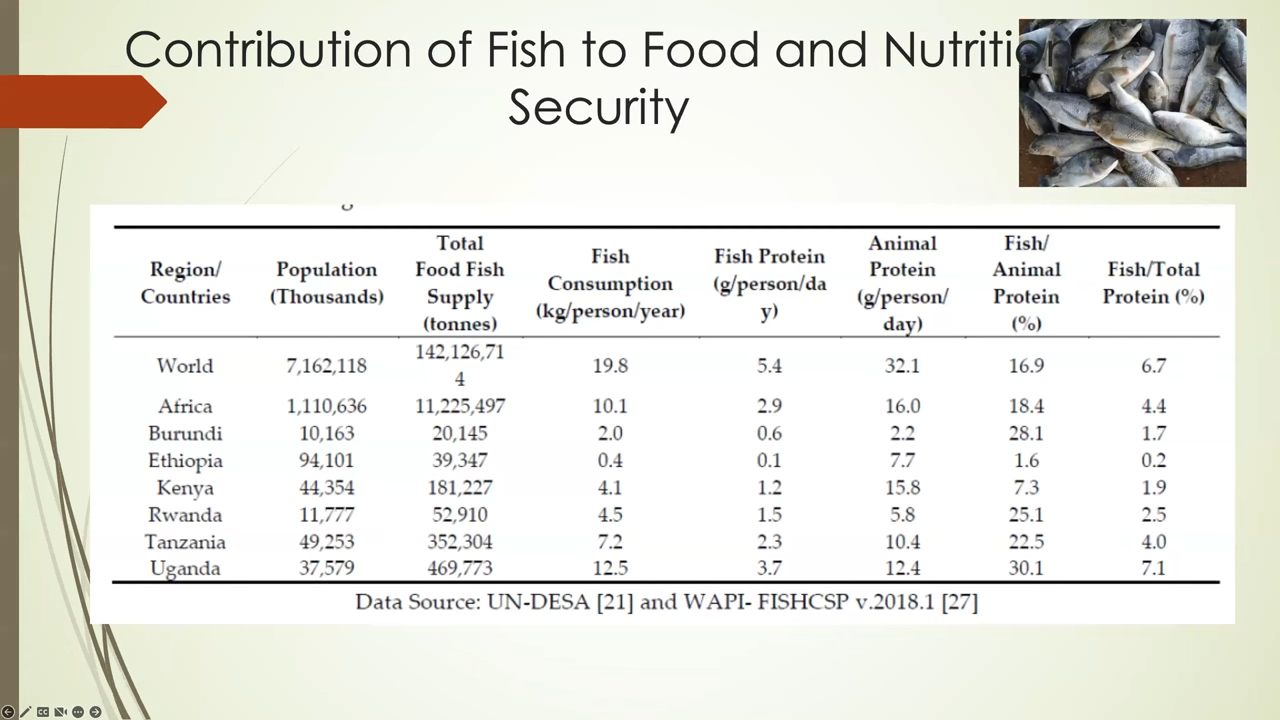 Contribution of Fish to Food and Nutrition
Security
Region/
Countries
Population
(Thousands)
Total
Food Fish
Supply
(tonnes)
Fish
Consumption
(kg/person/year)
Fish Protein
(g/person/da
y)
Animal
Protein
(g/person/
day)
Fish/
Animal
Protein
(%)
Fish/Total
Protein (%)
World 7,162,118 142,126,71
4 19.8 5.4 32.1 16.9 6.7
Africa 1,110,636 11,225,497 10.1 2.9 16.0 18.4 4.4
Burundi 10,163 20,145 2.0 0.6 2.2 28.1 1.7
Ethiopia 94,101 39,347 0.4 0.1 7.7 1.6 0.2
Kenya 44,354 181,227 4.1 1.2 15.8 7.3 1.9
Rwanda 11,777 52,910 4.5 1.5 5.8 25.1 2.5
Tanzania 49,253 352,304 7.2 2.3 10.4 22.5 4.0
Uganda 37,579 469,773 12.5 3.7 12.4 30.1 7.1
Data Source: UN-DESA [21] and WAPI- FISHCSP v.2018.1 [27]